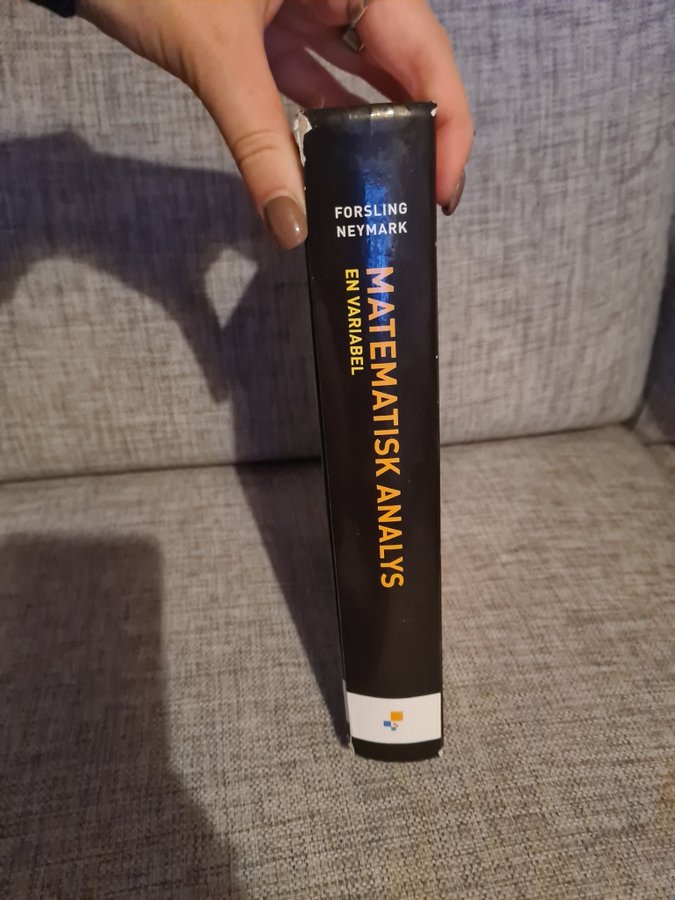 FORSLING
NEYMARK
MATEMATISK ANALYS
EN VARIABEL